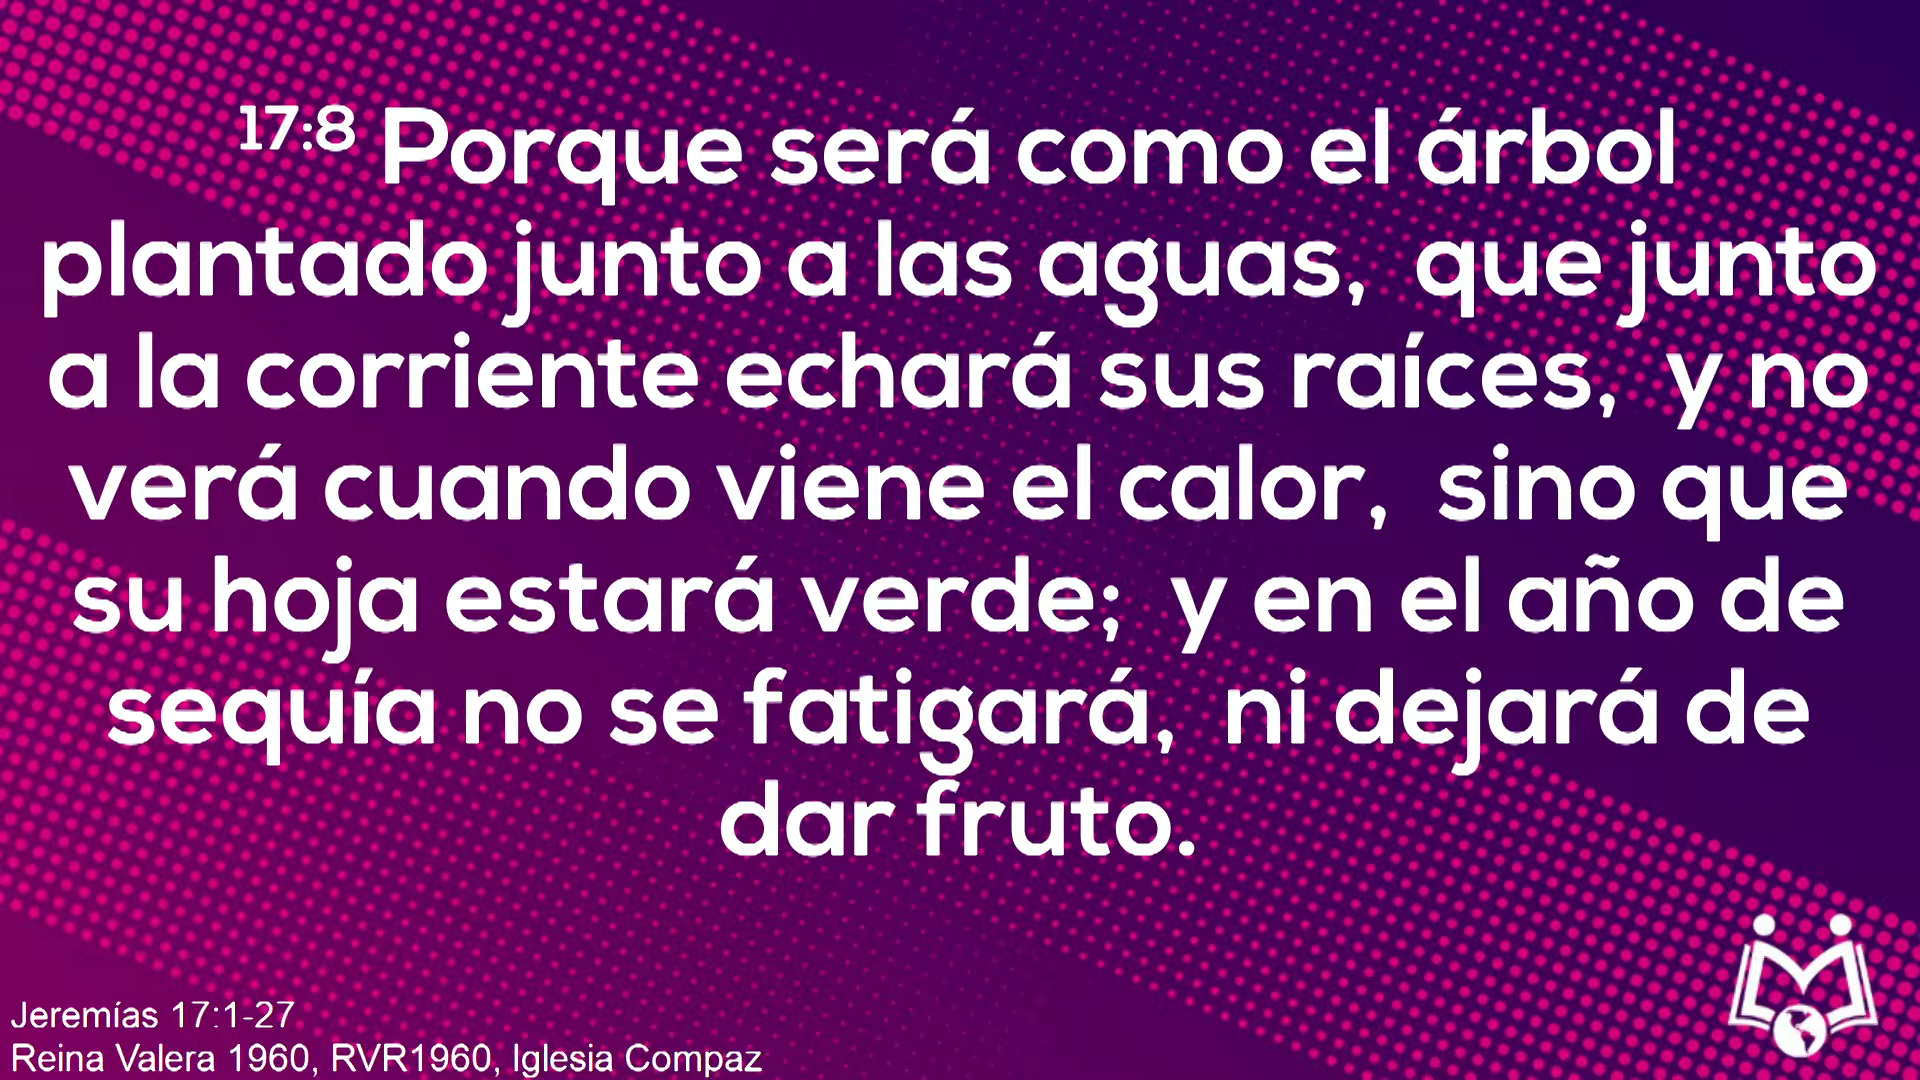 17:8 Porque será como el árbol
plantado junto a las aguas,  que junto
a la corriente echará sus raíces,  y no
verá cuando viene el calor,  sino que
su hoja estará verde;  y en el año de
sequía no se fatigará,  ni dejará de
dar fruto.
Jeremías 17:1-27
Reina Valera 1960, RVR1960, Iglesia Compaz